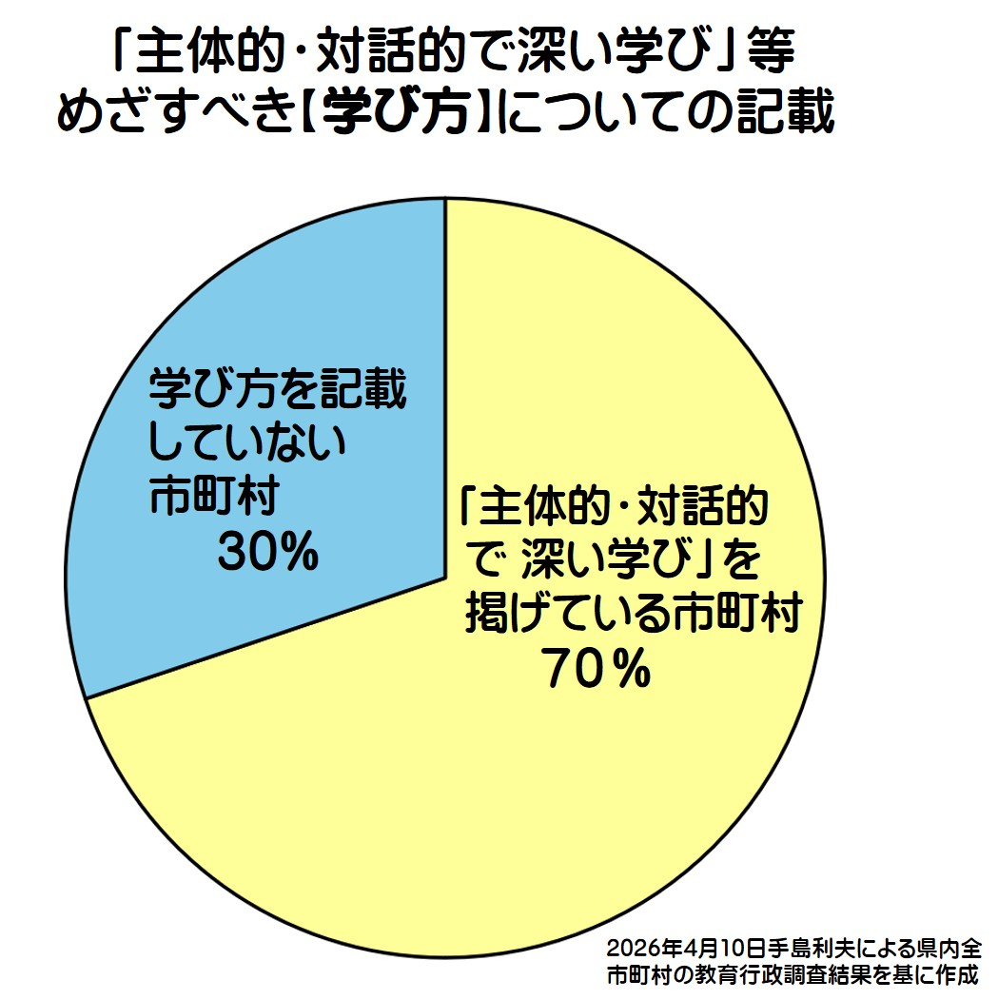 「主体的・対話的で深い学び」等
めざすべき【学び方】についての記載
学び方を記載
していない
市町村
30%
「主体的・対話的
で 深い学び」を
掲げている市町村
70%
2026年4月10日手島利夫による県内全
市町村の教育行政調査結果を基に作成